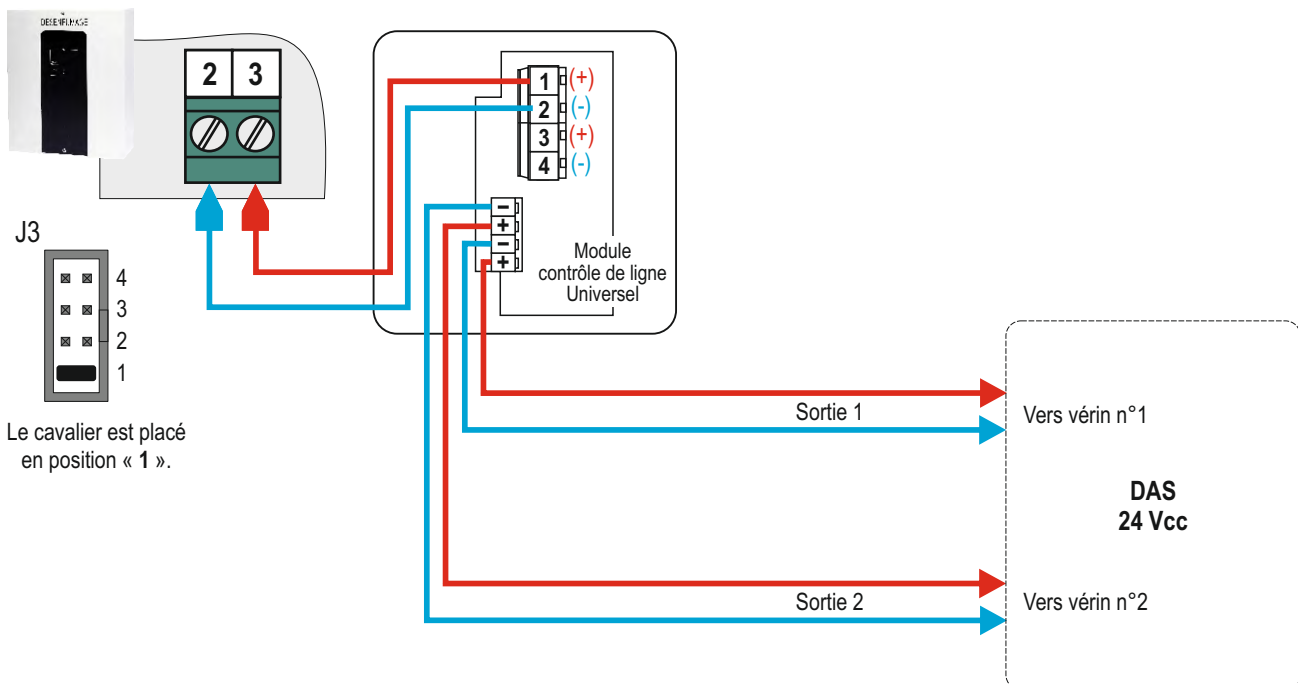 DESENFUMAGE
2 3
1 (+)
2 (-)
3 (+)
4 (-)
-
+
-
+
Module
contrôle de ligne
Universel
J3
4
3
2
1
Le cavalier est placé
en position « 1 ».
Sortie 1
Vers vérin n°1
DAS
24 Vcc
Sortie 2
Vers vérin n°2